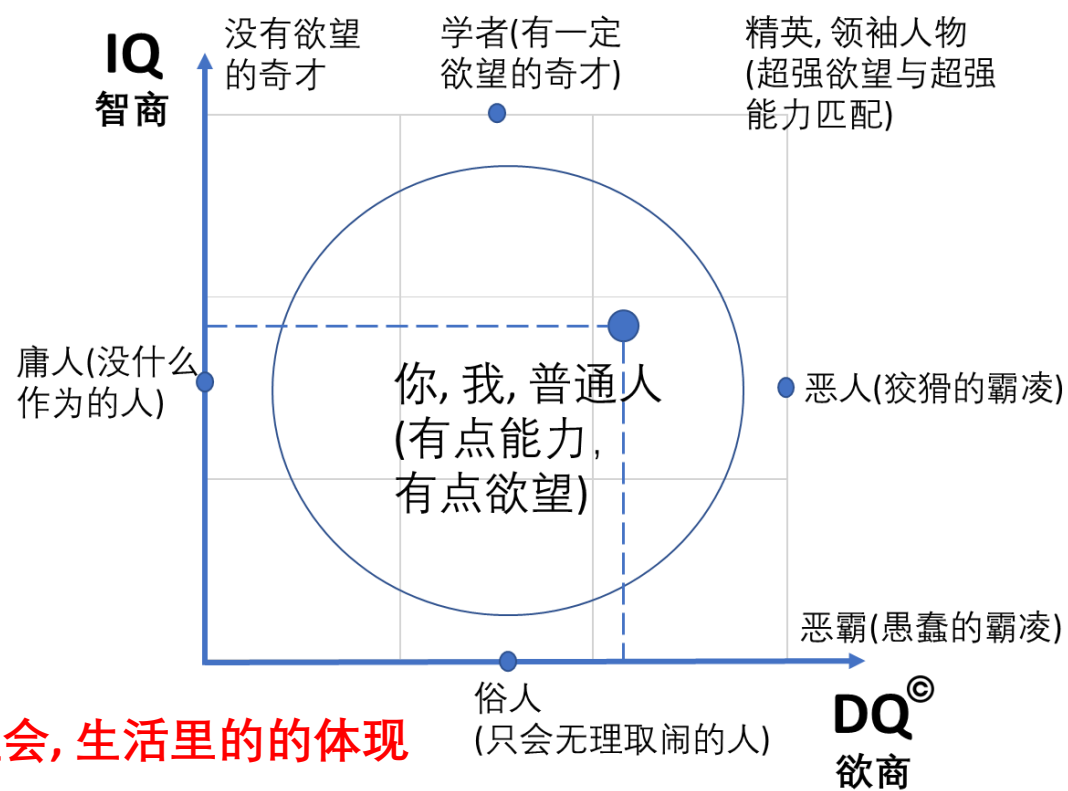 IQ
智商
没有欲望
的奇才
学者(有一定
欲望的奇才)
精英, 领袖人物
(超强欲望与超强
能力匹配)
庸人(没什么
作为的人)
你, 我, 普通人
(有点能力,
有点欲望)
恶人(狡猾的霸凌)
恶霸(愚蠢的霸凌)
俗人
(只会无理取闹的人)
DQ©
欲商
会, 生活里的的体现